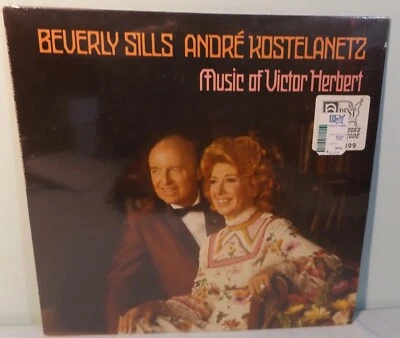 BEVERLY SILLS ANDRÉ KOSTELANETZ
Music of Victor Herbert